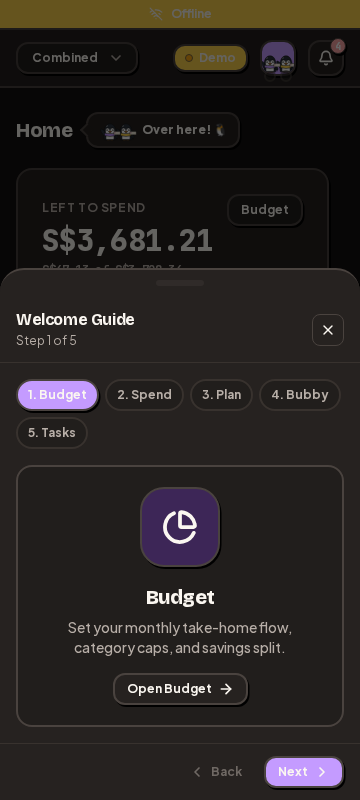 Offline
Combined
Demo
4
Home
Over here!
LEFT TO SPEND
Budget
S$3,681.21
Welcome Guide
Step 1 of 5
1. Budget
2. Spend
3. Plan
4. Bubby
5. Tasks
Budget
Set your monthly take-home flow,
category caps, and savings split.
Open Budget
Back
Next